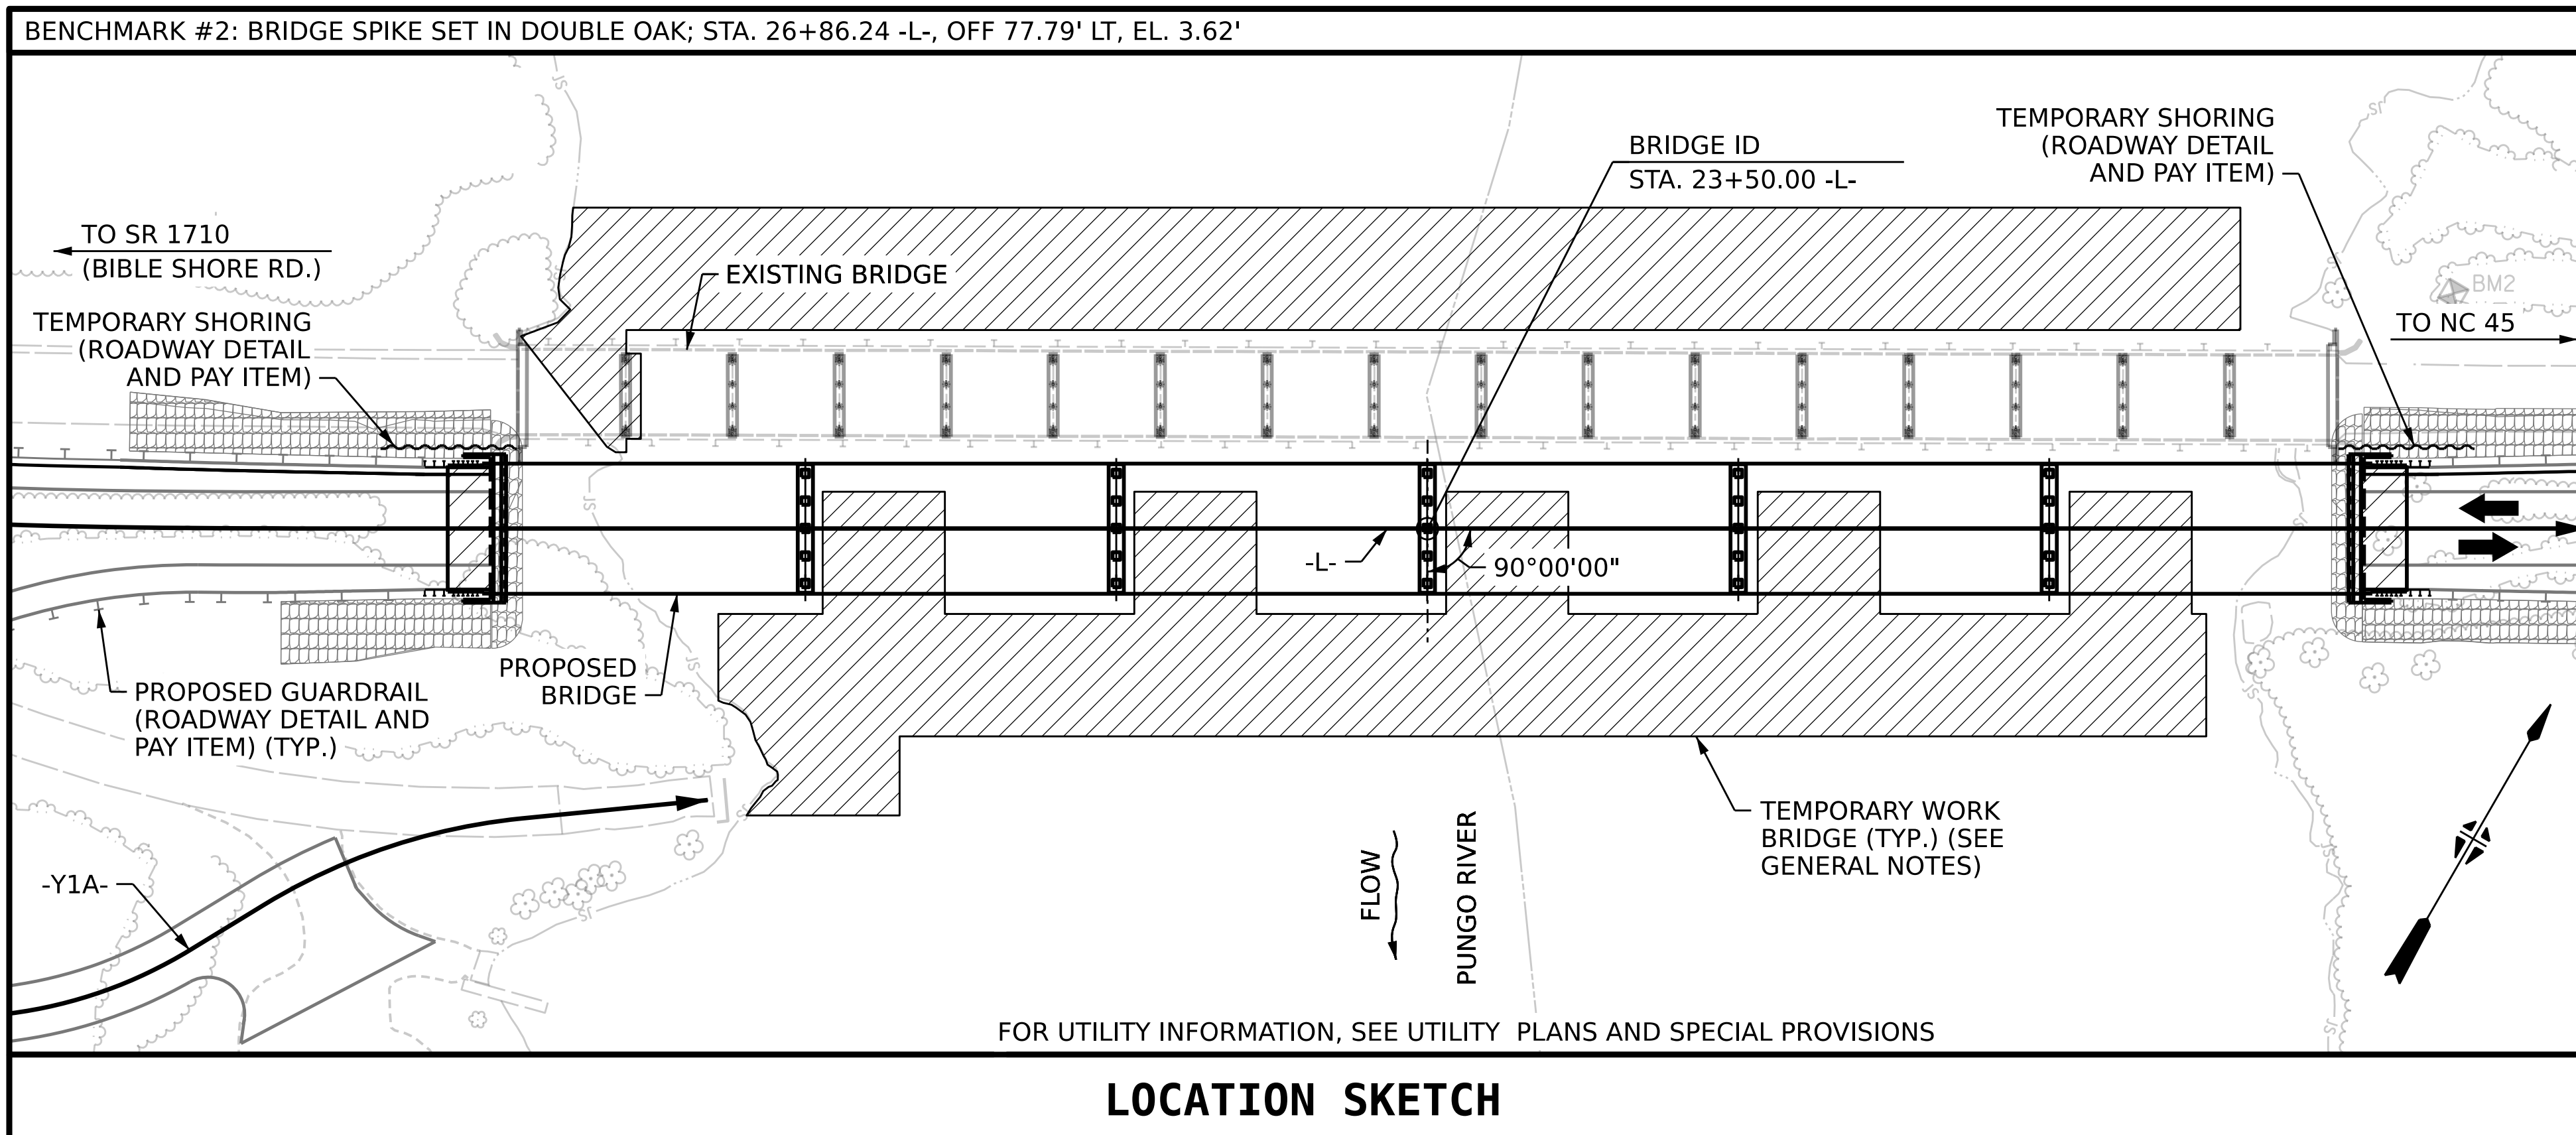 BENCHMARK #2: BRIDGE SPIKE SET IN DOUBLE OAK; STA. 26+86.24 -L-, OFF 77.79' LT, EL. 3.62'
TEMPORARY SHORING
(ROADWAY DETAIL
AND PAY ITEM)
BRIDGE ID
STA. 23+50.00 -L-
TO SR 1710
(BIBLE SHORE RD.)
EXISTING BRIDGE
BM2
TO NC 45
TEMPORARY SHORING
(ROADWAY DETAIL
AND PAY ITEM)
-L-
90°00'00"
PROPOSED
BRIDGE
PROPOSED GUARDRAIL
(ROADWAY DETAIL AND
PAY ITEM) (TYP.)
TEMPORARY WORK
BRIDGE (TYP.) (SEE
GENERAL NOTES)
-Y1A-
FLOW
PUNGO RIVER
FOR UTILITY INFORMATION, SEE UTILITY  PLANS AND SPECIAL PROVISIONS
LOCATION SKETCH